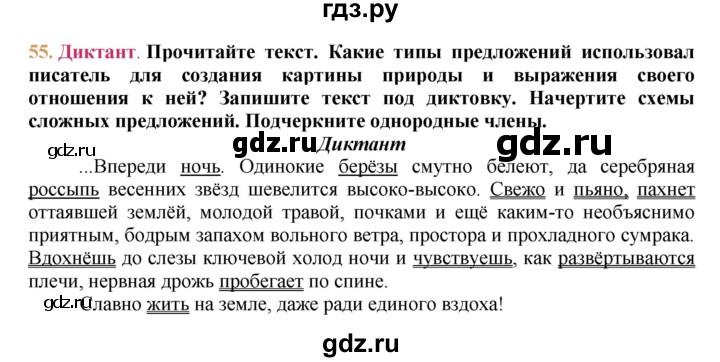 гдз.ру
55. Диктант. Прочитайте текст. Какие типы предложений использовал
писатель для создания картины природы и выражения своего
отношения к ней? Запишите текст под диктовку. Начертите схемы
сложных предложений. Подчеркните однородные члены.
gdz.ru
gdz.ru
Диктант
...Впереди ночь. Одинокие берёзы смутно белеют, да серебряная
россыпь весенних звёзд шевелится высоко-высоко. Свежо и пьяно, пахнет
оттаявшей землёй, молодой травой, почками и ещё каким-то необъяснимо
приятным, бодрым запахом вольного ветра, простора и прохладного сумрака.
gdz.ru
Вдохнёшь до слезы ключевой холод ночи и чувствуешь, как развёртываются
плечи, нервная дрожь пробегает по спине.
gdz.ru
gdz.ru
Славно жить на земле, даже ради единого вздоха!
gdz.ru